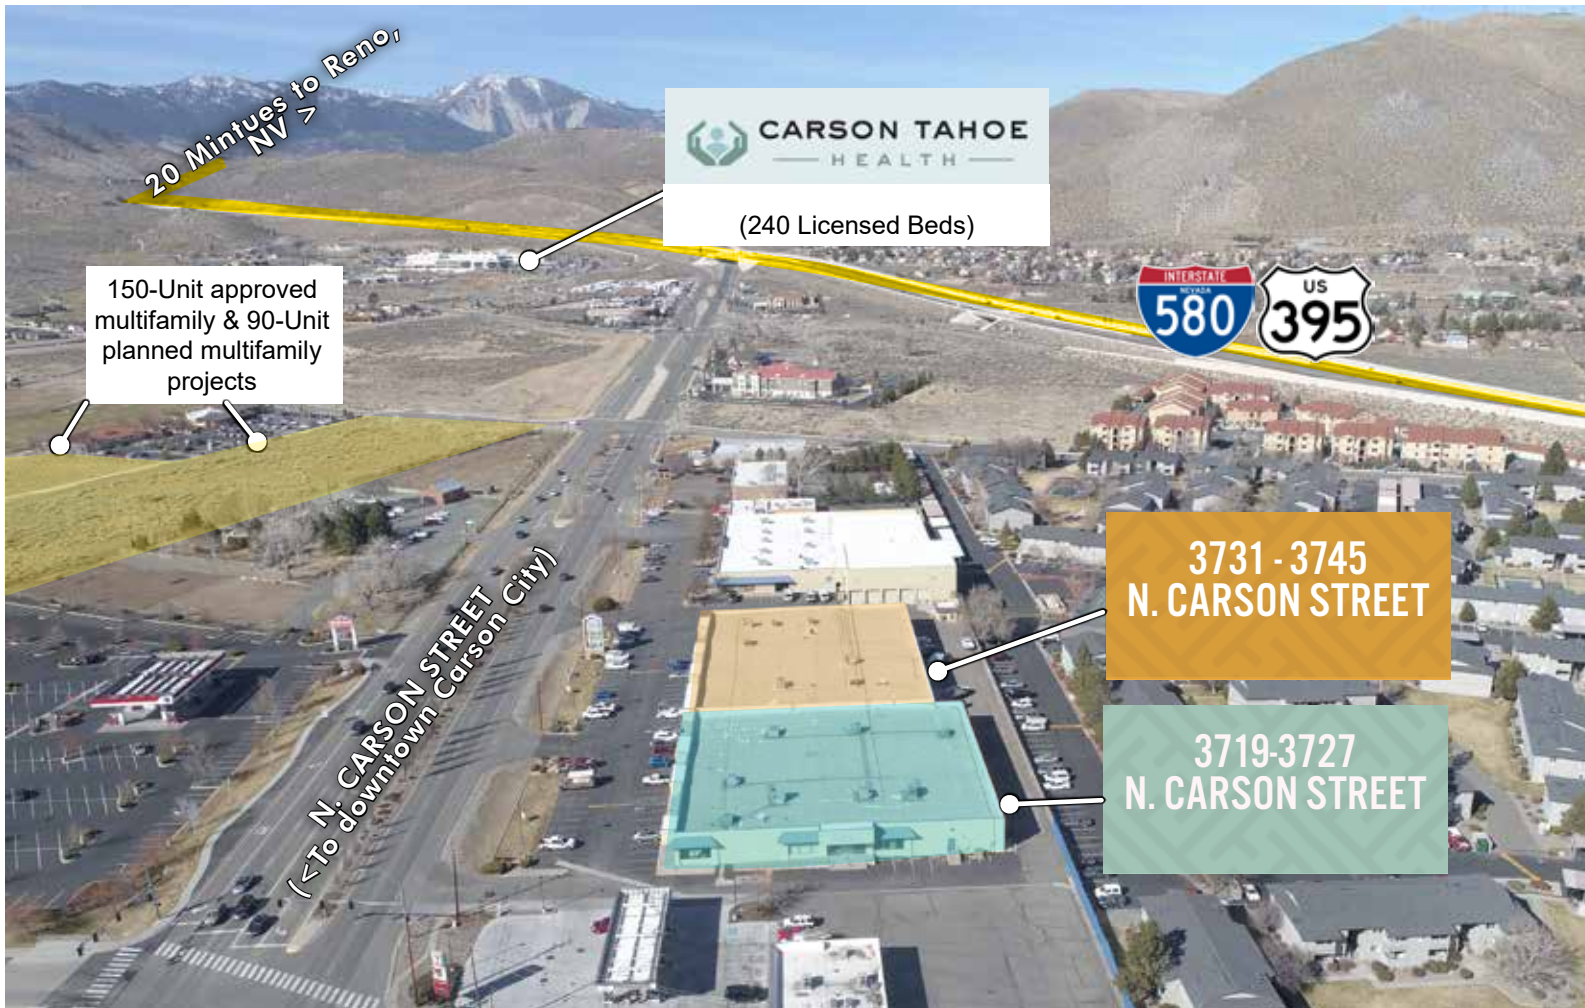 20 Mintues to Reno,
NV >
CARSON TAHOE
HEALTH
(240 Licensed Beds)
150-Unit approved
multifamily & 90-Unit
planned multifamily
projects
INTERSTATE
NEVADA
580
US
395
3731 - 3745
N. CARSON STREET
3719-3727
N. CARSON STREET
N. CARSON STREET
(<To downtown Carson City)